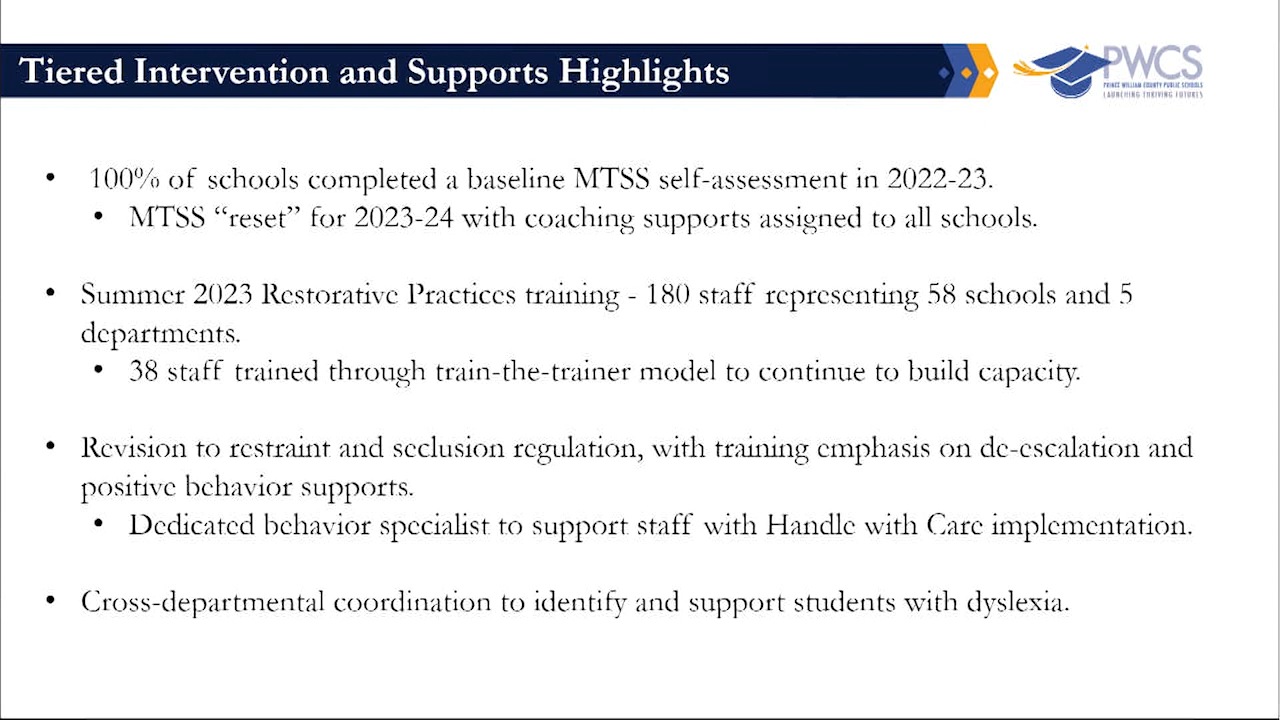 Tiered Intervention and Supports Highlights
PWCS
PRINCE WILLIAM COUNTY PUBLIC SCHOOLS
LAUNCHING THRIVING FUTURES
• 100% of schools completed a baseline MTSS self-assessment in 2022-23.
• MTSS “reset” for 2023-24 with coaching supports assigned to all schools.
• Summer 2023 Restorative Practices training - 180 staff representing 58 schools and 5
departments.
• 38 staff trained through train-the-trainer model to continue to build capacity.
• Revision to restraint and seclusion regulation, with training emphasis on de-escalation and
positive behavior supports.
• Dedicated behavior specialist to support staff with Handle with Care implementation.
• Cross-departmental coordination to identify and support students with dyslexia.